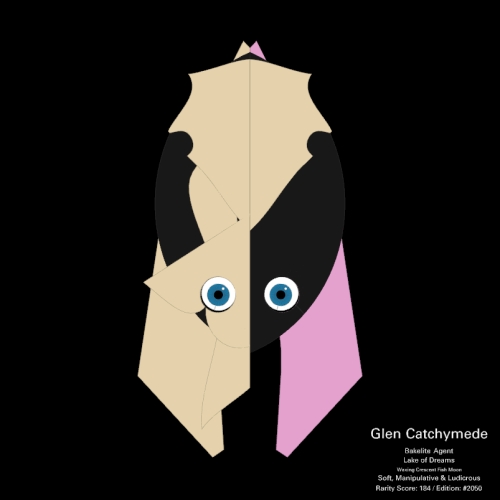 Glen Catchymede
Bakelite Agent
Lake of Dreams
Waxing Crescent Fish Moon
Soft, Manipulative & Ludicrous
Rarity Score: 184 / Edition: #2050